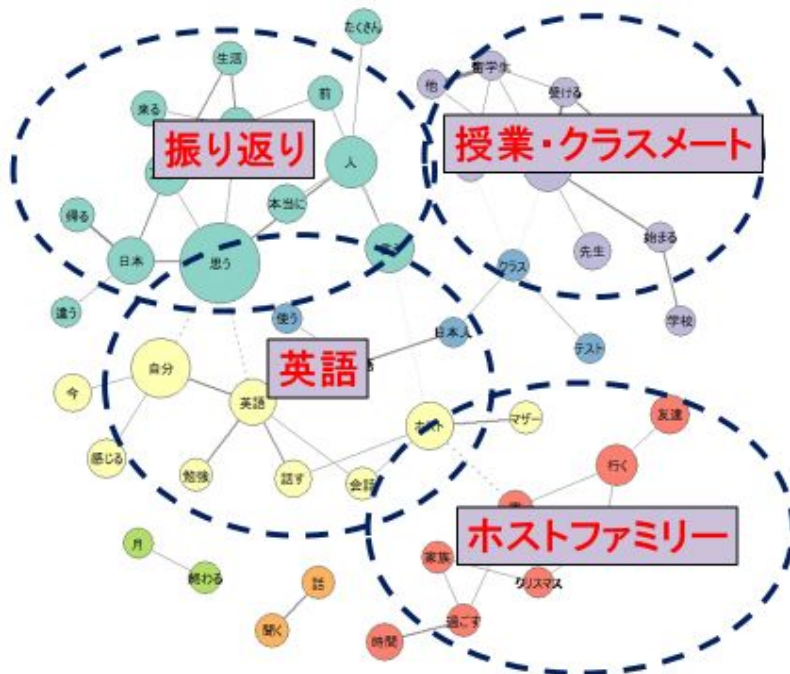 たくさん
生活
留学生
他
受ける
前
来る
振り返り
授業・クラスメート
人
本当に
帰る
日本
思う
先生
始まる
クラス
違う
使う
学校
日本人
テスト
英語
自分
今
英語
ホスト
マザー
友達
感じる
勉強
話す
会話
行く
ホストファミリー
月
終わる
家族
クリスマス
話
聞く
過ごす
時間